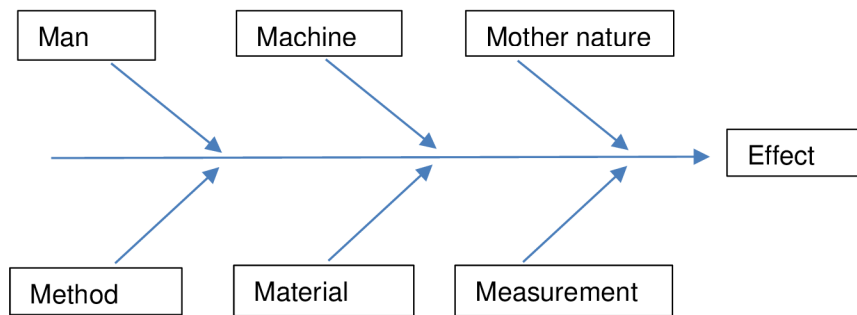 Man
Machine
Mother nature
Effect
Method
Material
Measurement